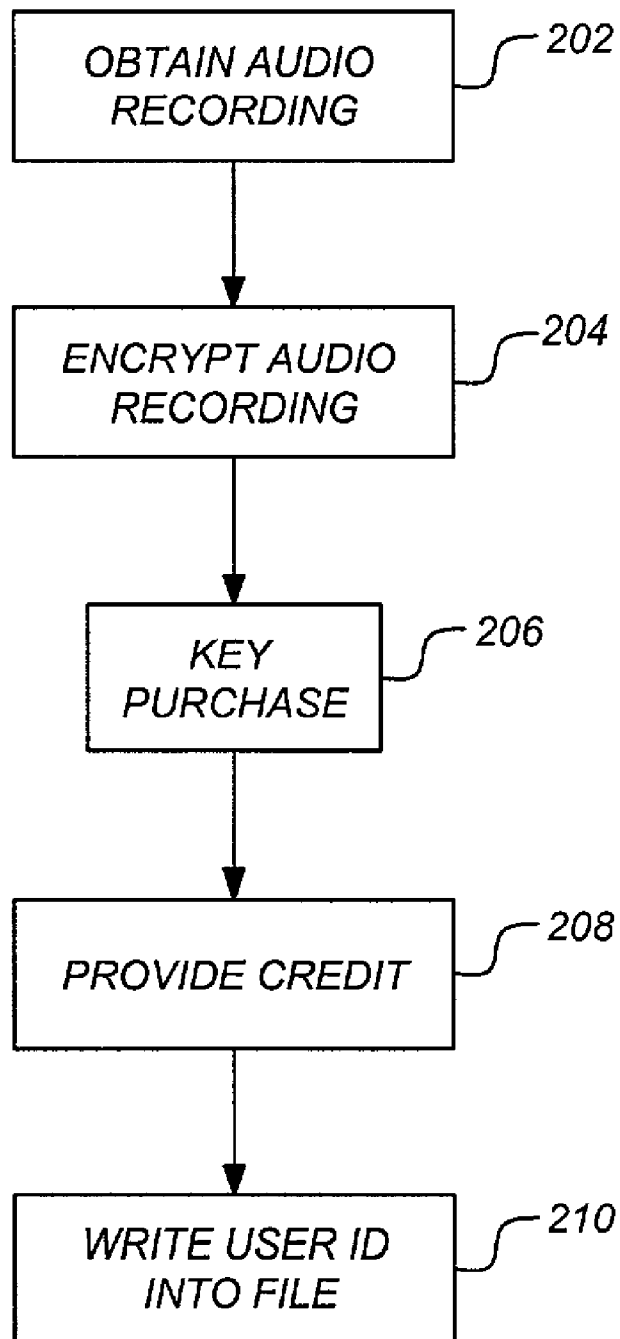 OBTAIN AUDIO
RECORDING
202
ENCRYPT AUDIO
RECORDING
204
KEY
PURCHASE
206
PROVIDE CREDIT
208
WRITE USER ID
INTO FILE
210